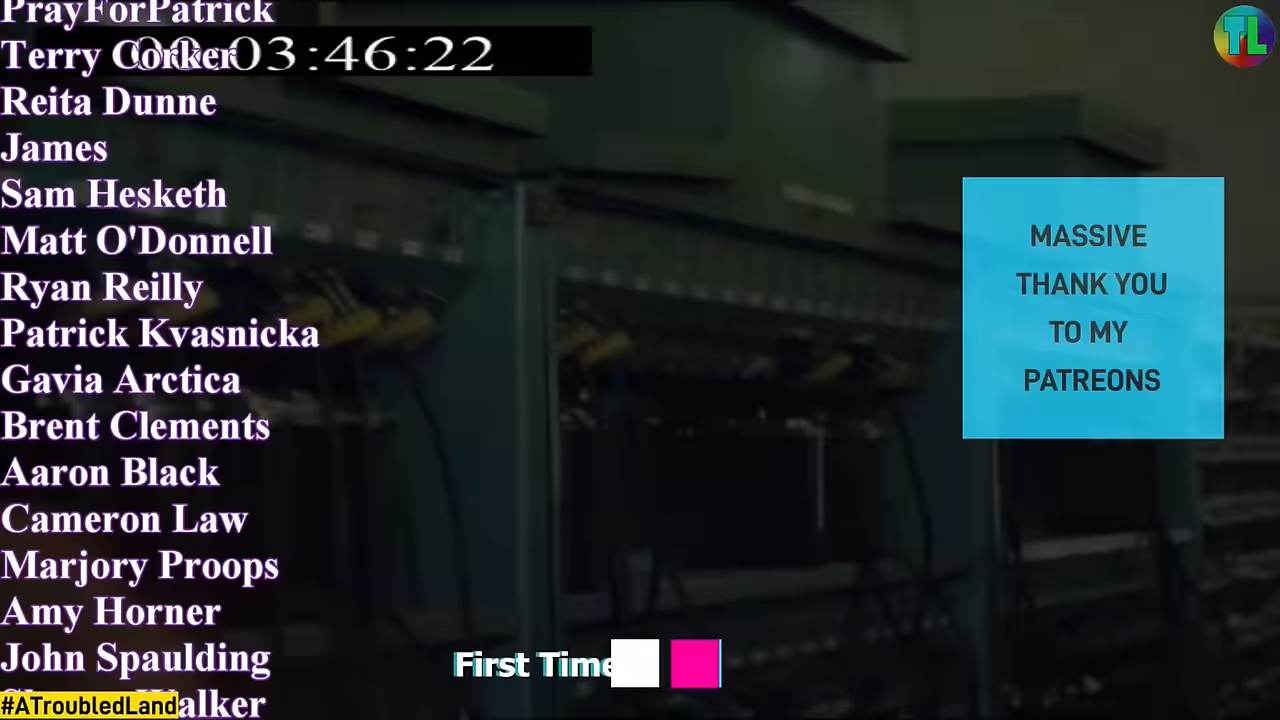 PrayForPatrick
Terry Corker
03:46:22
Reita Dunne
James
Sam Hesketh
Matt O'Donnell
Ryan Reilly
Patrick Kvasnicka
Gavia Arctica
Brent Clements
Aaron Black
Cameron Law
Marjory Proops
Amy Horner
John Spaulding
Walker
#ATroubledLand
First Time
MASSIVE
THANK YOU
TO MY
PATREONS
TL